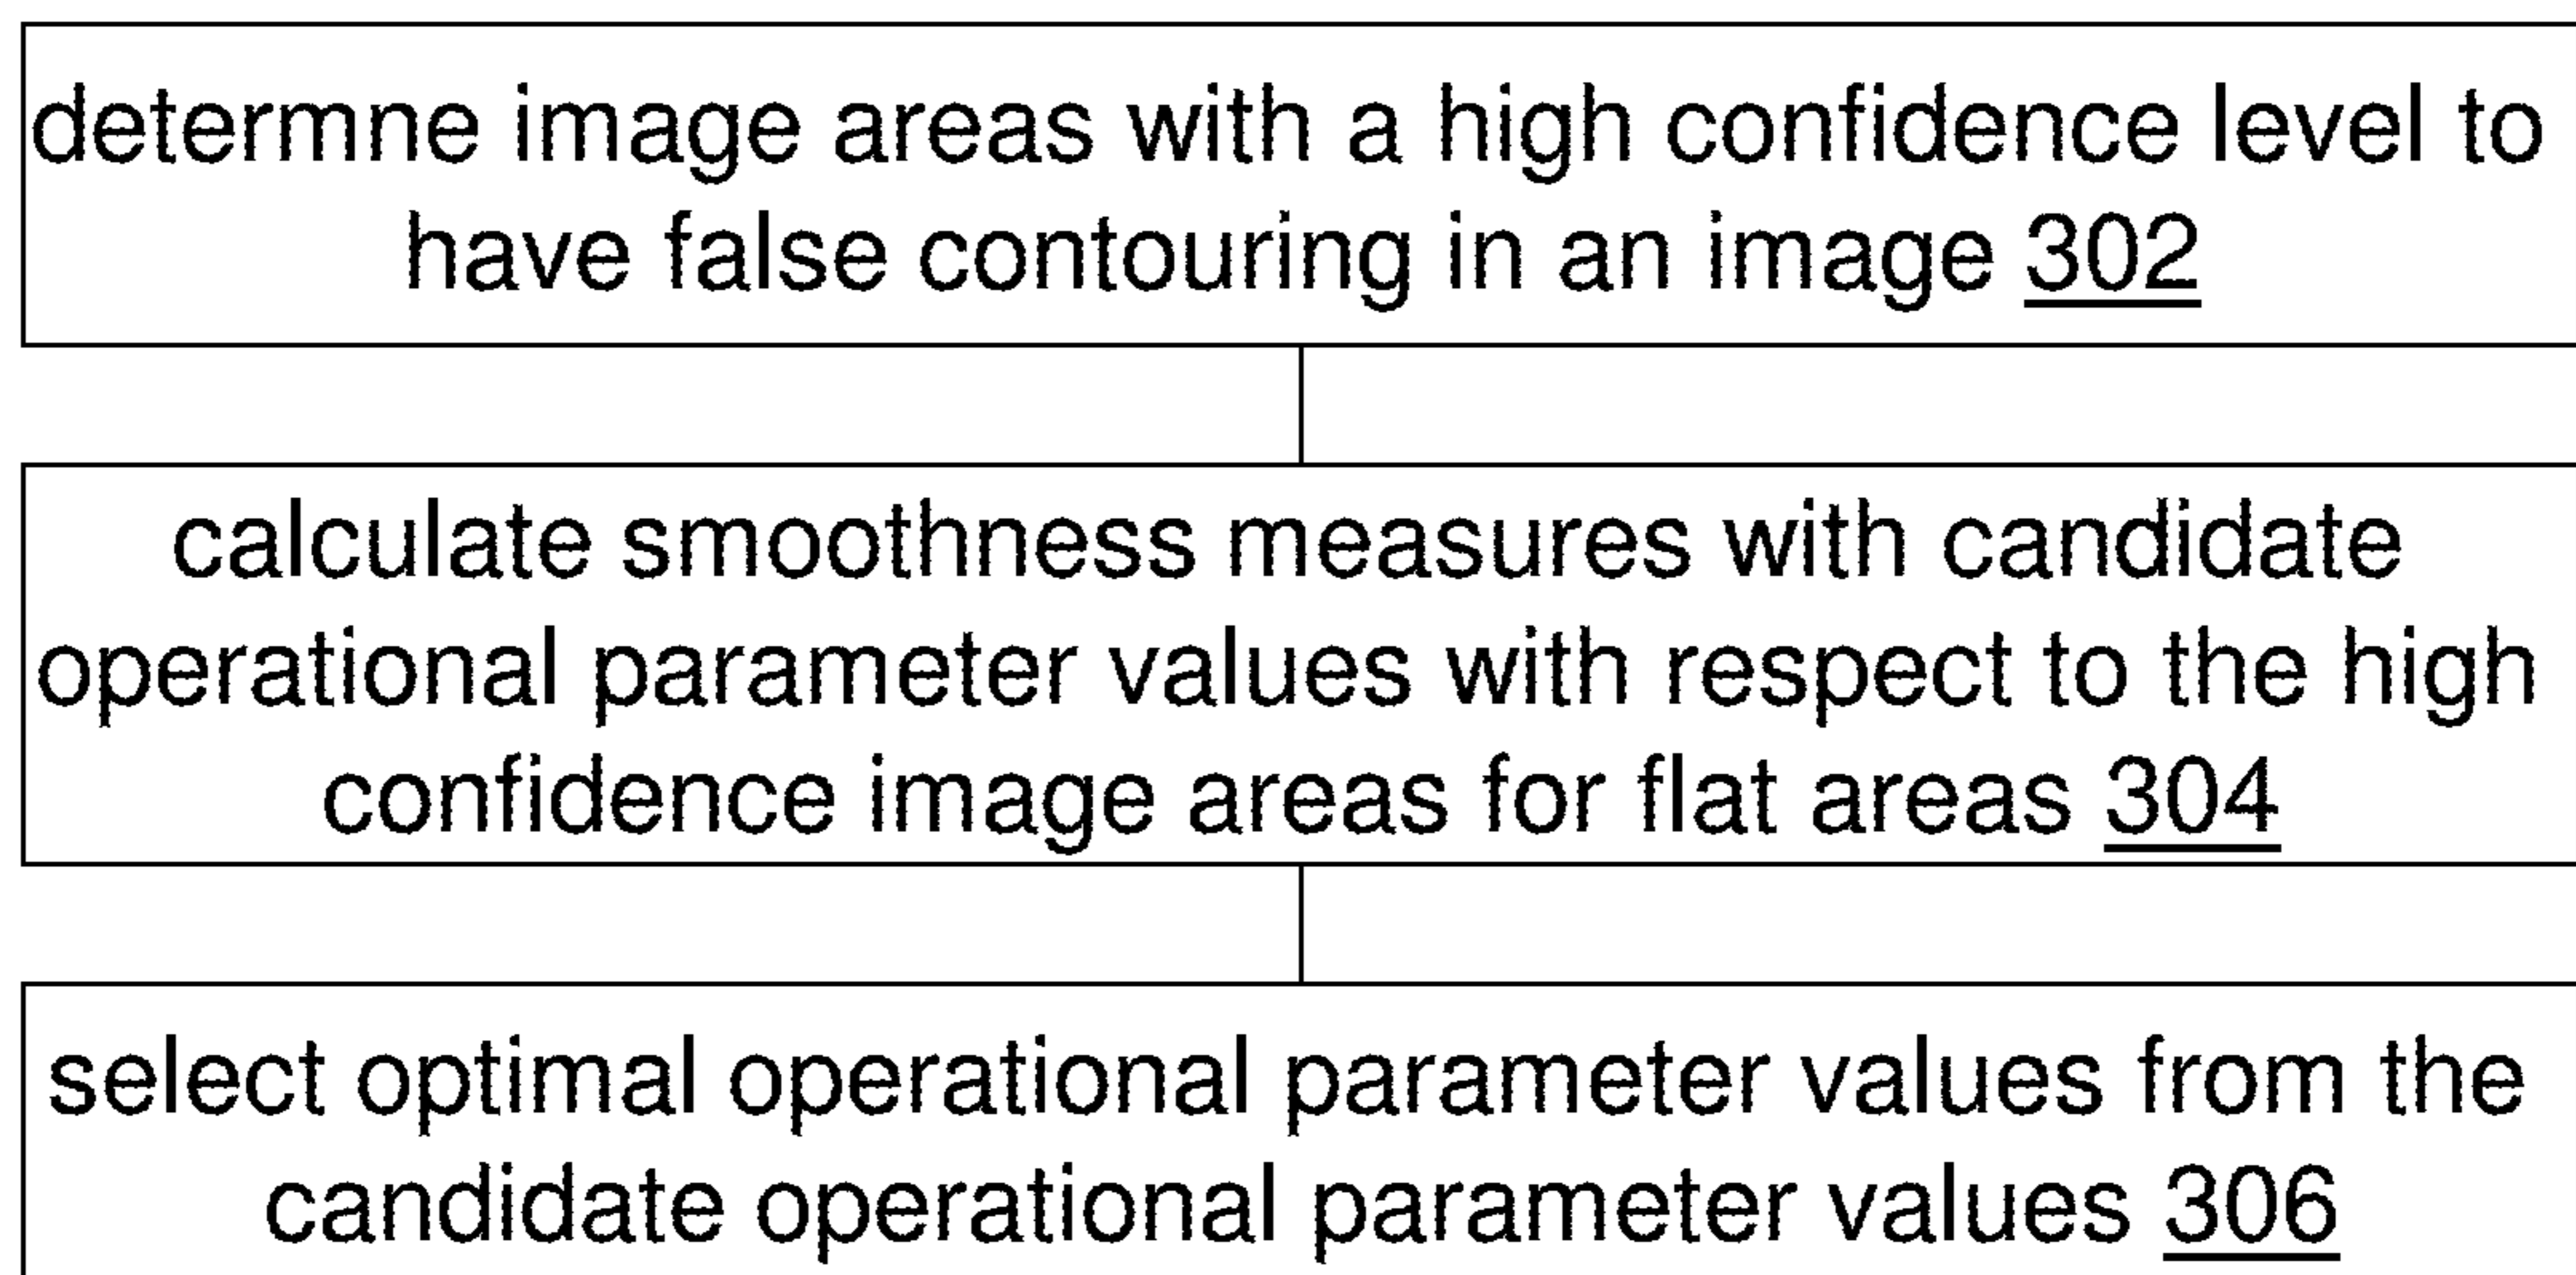 determne image areas with a high confidence level to
have false contouring in an image 302
calculate smoothness measures with candidate
operational parameter values with respect to the high
confidence image areas for flat areas 304
select optimal operational parameter values from the
candidate operational parameter values 306